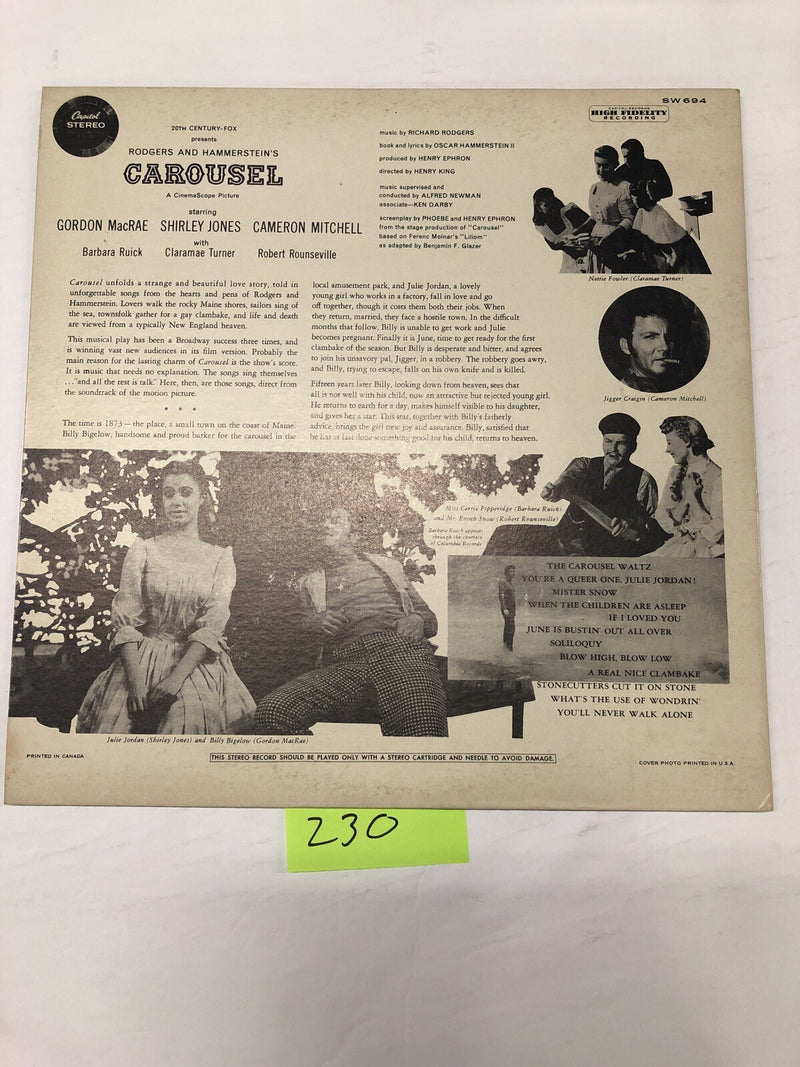 Capitol
STEREO
20TH CENTURY-FOX
presents
RODGERS AND HAMMERSTEIN'S
CAROUSEL
A CinemaScope Picture
starring
GORDON MacRAE SHIRLEY JONES CAMERON MITCHELL
with
Barbara Ruick Claramae Turner Robert Rounseville
music by RICHARD RODGERS
book and lyrics by OSCAR HAMMERSTEIN II
produced by HENRY EPHRON
directed by HENRY KING
music supervised and
conducted by ALFRED NEWMAN
associate—KEN DARBY
screenplay by PHOEBE and HENRY EPHRON
from the stage production of "Carousel"
based on Ferenc Molnar's "Liliom"
as adapted by Benjamin F. Glazer
SW 694
CAPITOL RECORDS
HIGH FIDELITY
RECORDING
Nettie Fowler (Claramae Turner)
Carousel unfolds a strange and beautiful love story, told in
unforgettable songs from the hearts and pens of Rodgers and
Hammerstein. Lovers walk the rocky Maine shores, sailors sing of
the sea, townsfolk gather for a gay clambake, and life and death
are viewed from a typically New England heaven.
This musical play has been a Broadway success three times, and
is winning vast new audiences in its film version. Probably the
main reason for the lasting charm of Carousel is the show's score.
It is music that needs no explanation. The songs sing themselves
..."and all the rest is talk." Here, then, are those songs, direct from
the soundtrack of the motion picture.
* * *
The time is 1873 — the place, a small town on the coast of Maine.
Billy Bigelow, handsome and proud barker for the carousel in the
local amusement park, and Julie Jordan, a lovely
young girl who works in a factory, fall in love and go
off together, though it costs them both their jobs. When
they return, married, they face a hostile town. In the difficult
months that follow, Billy is unable to get work and Julie
becomes pregnant. Finally it is June, time to get ready for the first
clambake of the season. But Billy is desperate and bitter, and agrees
to join his unsavory pal, Jigger, in a robbery. The robbery goes awry,
and Billy, trying to escape, falls on his own knife and is killed.
Fifteen years later Billy, looking down from heaven, sees that
all is not well with his child, now an attractive but rejected young girl.
He returns to earth for a day, makes himself visible to his daughter,
and gives her a star. This star, together with Billy's fatherly
advice, brings the girl new joy and assurance. Billy, satisfied that
he has at last done something good for his child, returns to heaven.
Jigger Craigin (Cameron Mitchell)
Miss Carrie Pipperidge (Barbara Ruick)
and Mr. Enoch Snow (Robert Rounseville)
Barbara Ruick appears
through the courtesy
of Columbia Records
THE CAROUSEL WALTZ
YOU'RE A QUEER ONE, JULIE JORDAN!
MISTER SNOW
WHEN THE CHILDREN ARE ASLEEP
IF I LOVED YOU
JUNE IS BUSTIN' OUT ALL OVER
SOLILOQUY
BLOW HIGH, BLOW LOW
A REAL NICE CLAMBAKE
STONECUTTERS CUT IT ON STONE
WHAT'S THE USE OF WONDRIN'
YOU'LL NEVER WALK ALONE
Julie Jordan (Shirley Jones) and Billy Bigelow (Gordon MacRae)
PRINTED IN CANADA
THIS STEREO RECORD SHOULD BE PLAYED ONLY WITH A STEREO CARTRIDGE AND NEEDLE TO AVOID DAMAGE.
COVER PHOTO PRINTED IN U.S.A.
230